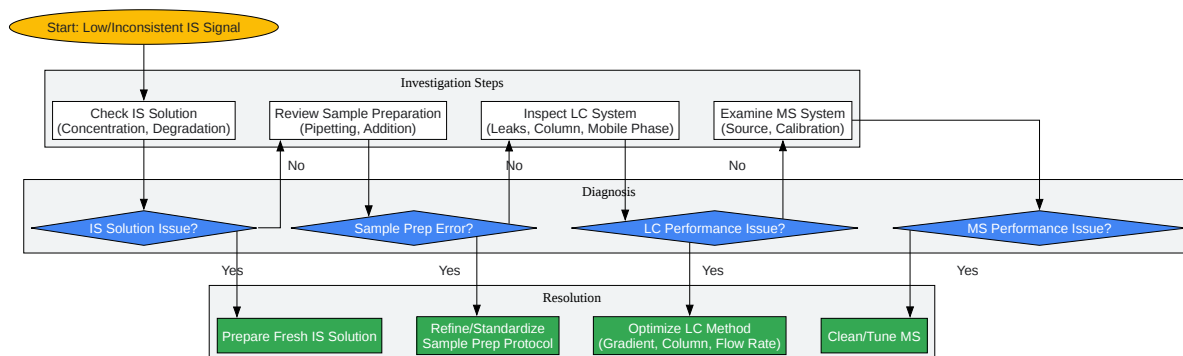 Start: Low/Inconsistent IS Signal
Investigation Steps
Check IS Solution
(Concentration, Degradation)
Review Sample Preparation
(Pipetting, Addition)
Inspect LC System
(Leaks, Column, Mobile Phase)
Examine MS System
(Source, Calibration)
No
No
No
Diagnosis
IS Solution Issue?
Sample Prep Error?
LC Performance Issue?
MS Performance Issue?
Yes
Yes
Yes
Yes
Resolution
Prepare Fresh IS Solution
Refine/Standardize
Sample Prep Protocol
Optimize LC Method
(Gradient, Column, Flow Rate)
Clean/Tune MS